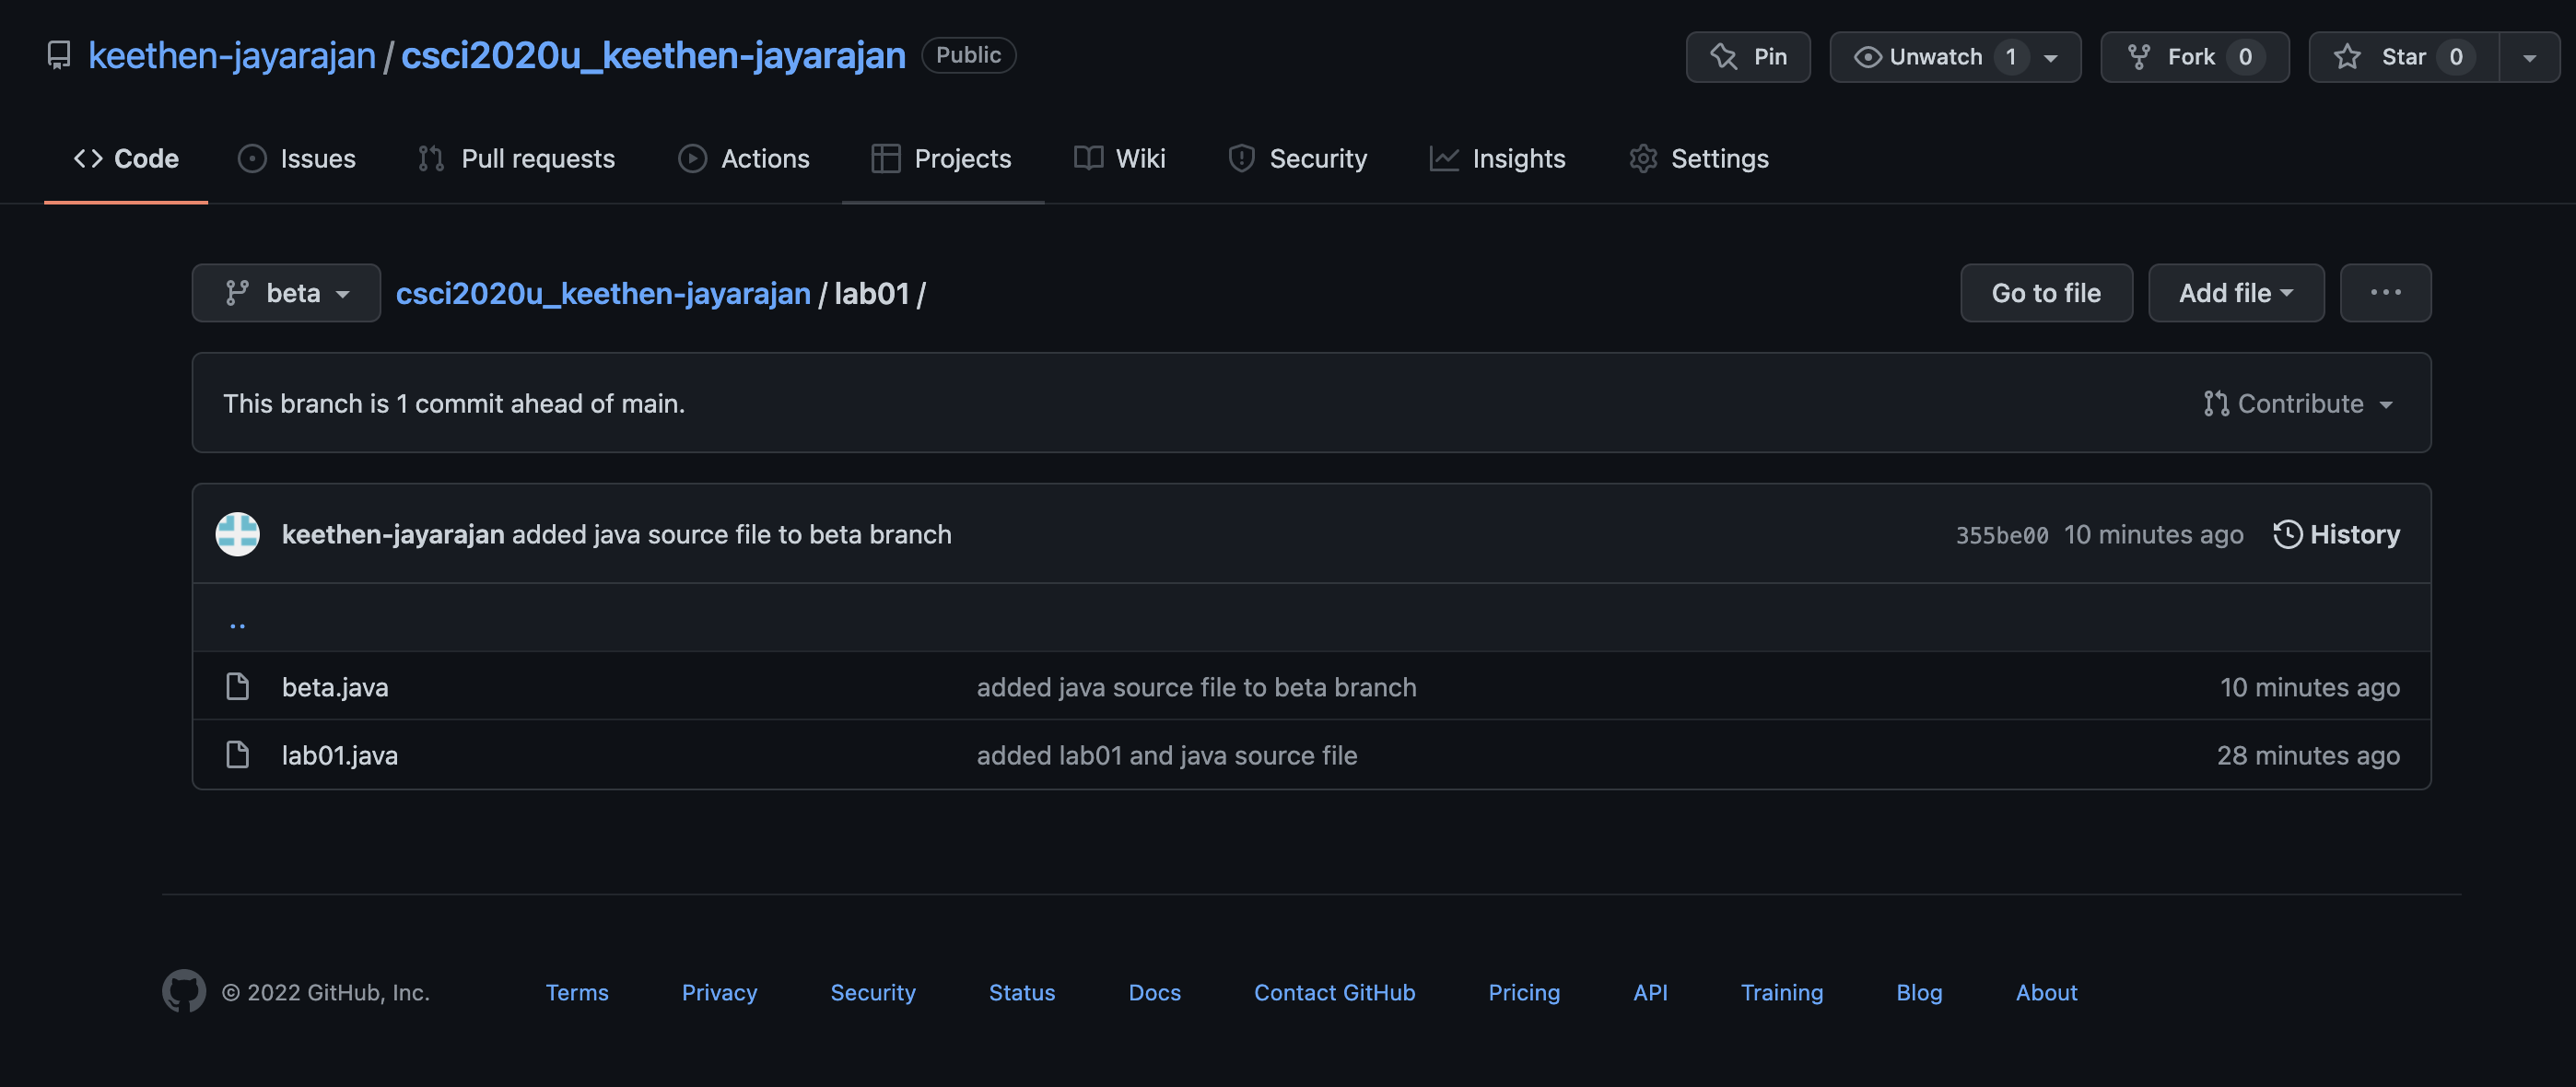 keethen-jayarajan / csci2020u_keethen-jayarajan Public Pin Unwatch 1 Fork 0 Star 0
Code Issues Pull requests Actions Projects Wiki Security Insights Settings
beta csci2020u_keethen-jayarajan / lab01 / Go to file Add file ...
This branch is 1 commit ahead of main. Contribute
keethen-jayarajan added java source file to beta branch 355be00 10 minutes ago History
..
beta.java added java source file to beta branch 10 minutes ago
lab01.java added lab01 and java source file 28 minutes ago
© 2022 GitHub, Inc. Terms Privacy Security Status Docs Contact GitHub Pricing API Training Blog About